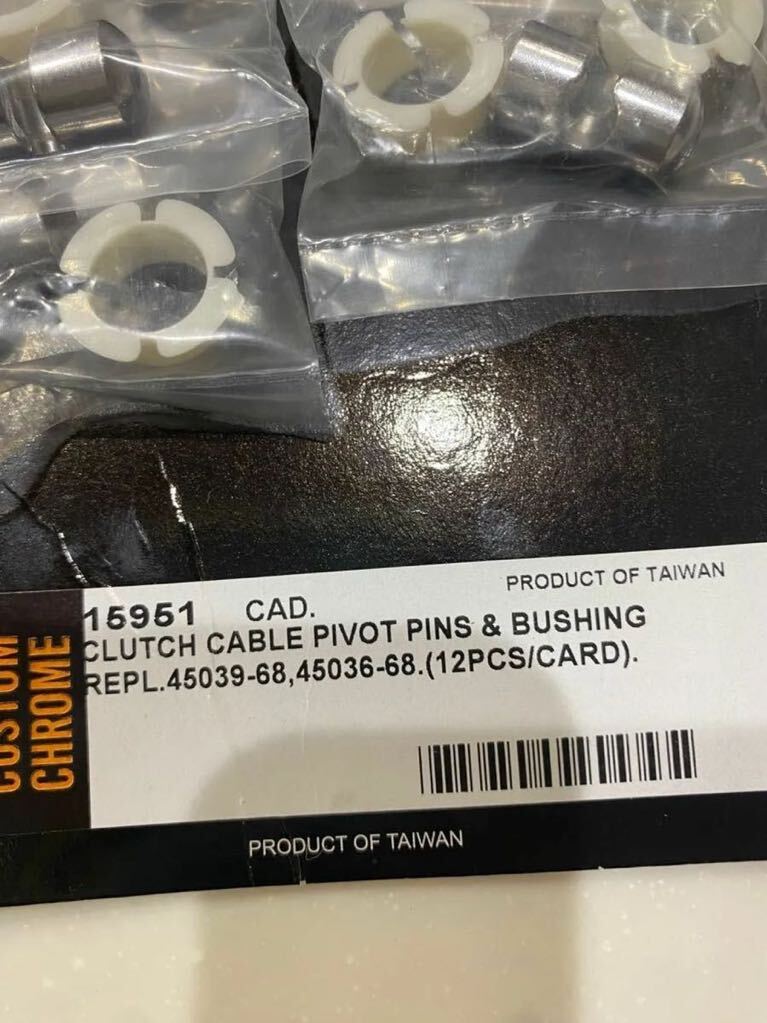 PRODUCT OF TAIWAN
15951 CAD.
CLUTCH CABLE PIVOT PINS & BUSHING
REPL.45039-68,45036-68.(12PCS/CARD).
CUSTOM
CHROME
PRODUCT OF TAIWAN